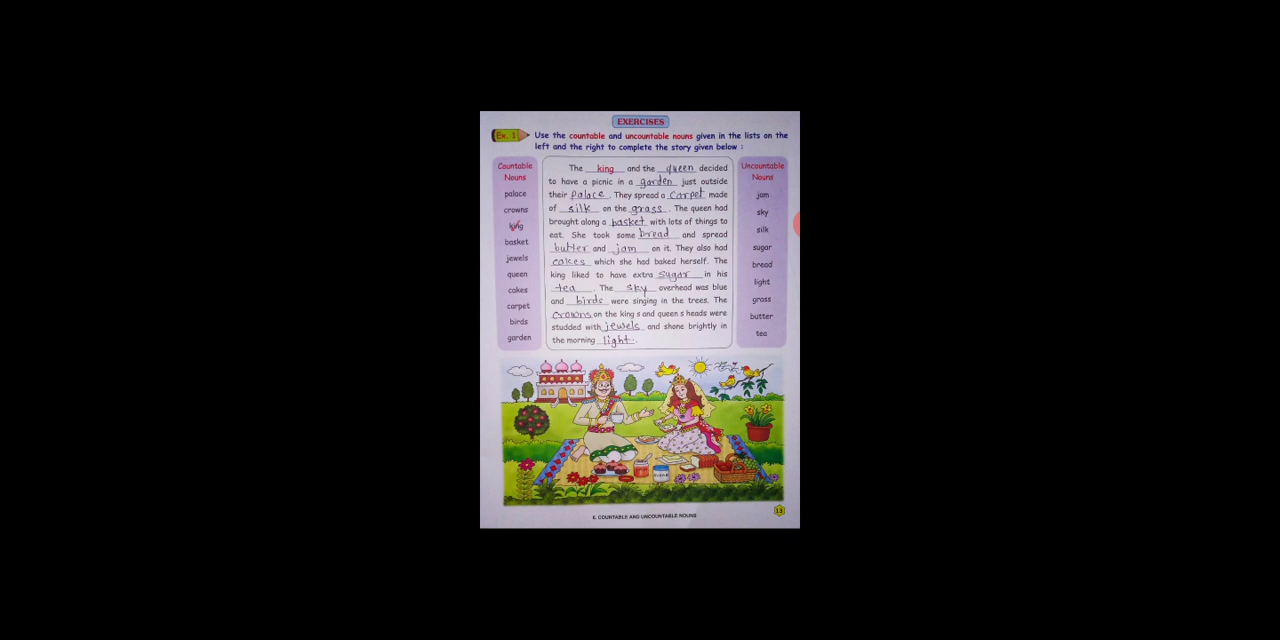 EXERCISES
Ex. 1
Use the countable and uncountable nouns given in the lists on the
left and the right to complete the story given below :
Countable
Nouns
palace
crowns
king
basket
jewels
queen
cakes
carpet
birds
garden
The king and the queen decided
to have a picnic in a garden just outside
their palace. They spread a carpet made
of silk on the grass. The queen had
brought along a basket with lots of things to
eat. She took some bread and spread
butter and jam on it. They also had
cakes which she had baked herself. The
king liked to have extra sugar in his
tea. The sky overhead was blue
and birds were singing in the trees. The
crowns on the king s and queen s heads were
studded with jewels and shone brightly in
the morning light.
Uncountable
Nouns
jam
sky
silk
sugar
bread
light
grass
butter
tea
6. COUNTABLE AND UNCOUNTABLE NOUNS
13